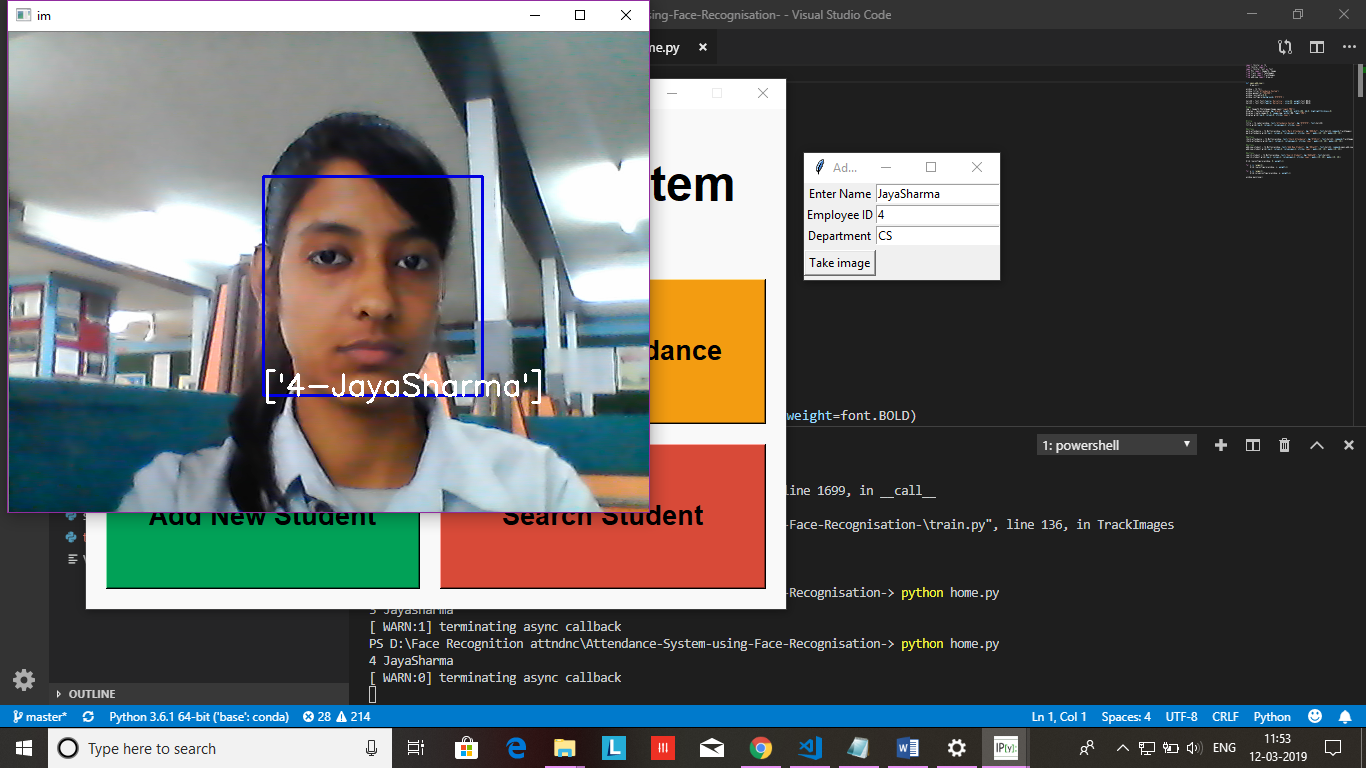 im
ing-Face-Recognisation- - Visual Studio Code
me.py
tem
Ad...
Enter Name JayaSharma
Employee ID 4
Department CS
Take image
dance
['4-JayaSharma']
weight=font.BOLD)
1: powershell
line 1699, in __call__
Add New Student
Search Student
-Face-Recognisation-\train.py", line 136, in TrackImages
-Face-Recognisation-> python home.py
3 JayaSharma
[ WARN:1] terminating async callback
PS D:\Face Recognition attndnc\Attendance-System-using-Face-Recognisation-> python home.py
4 JayaSharma
[ WARN:0] terminating async callback
OUTLINE
master* Python 3.6.1 64-bit ('base': conda) 28 214 Ln 1, Col 1 Spaces: 4 UTF-8 CRLF Python
Type here to search
ENG
11:53
12-03-2019
IP[y]: